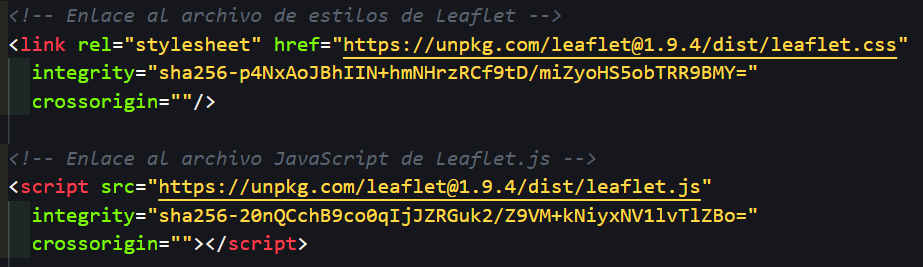 <!-- Enlace al archivo de estilos de Leaflet -->
<link rel="stylesheet" href="https://unpkg.com/leaflet@1.9.4/dist/leaflet.css"
integrity="sha256-p4NxAoJBhIIN+hmNHrzRCf9tD/miZyoHS5obTRR9BMY="
crossorigin=""/>
<!-- Enlace al archivo JavaScript de Leaflet.js -->
<script src="https://unpkg.com/leaflet@1.9.4/dist/leaflet.js"
integrity="sha256-20nQCchB9co0qIjJZRGuk2/Z9VM+kNiyxNV1lvTlZBo="
crossorigin=""></script>